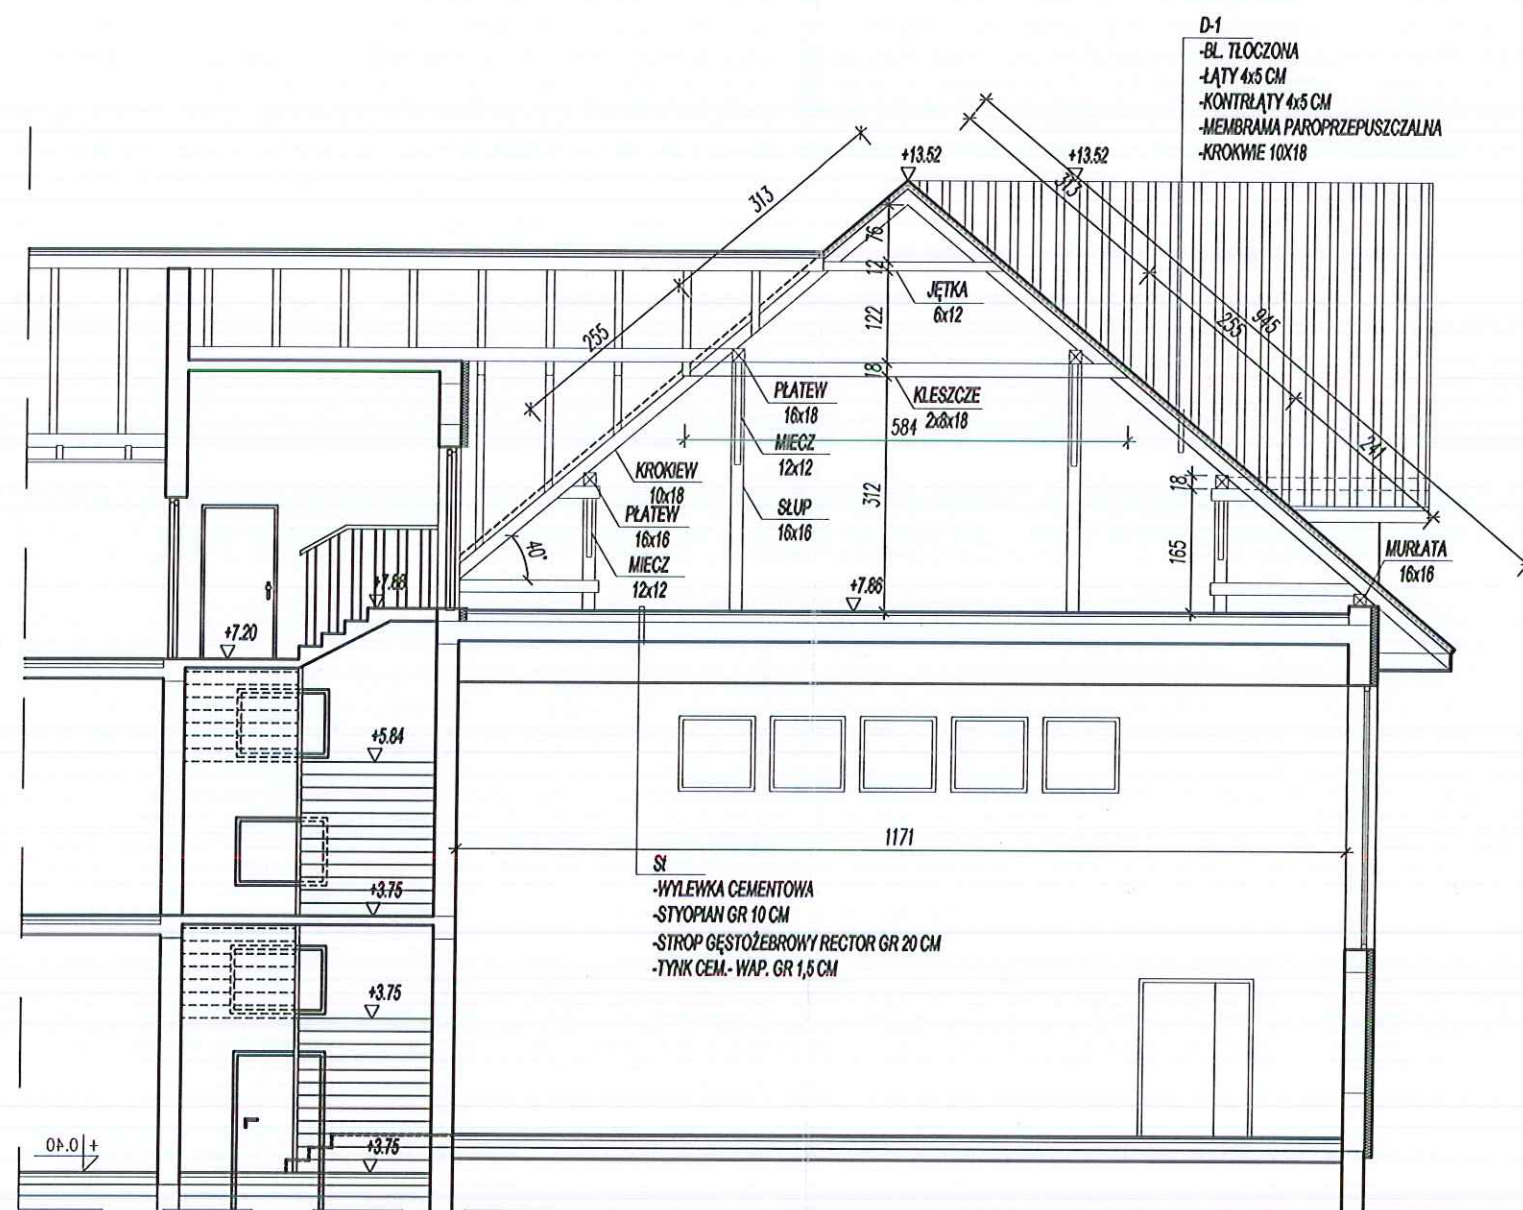 D-1
-BL. TŁOCZONA
-ŁĄTY 4x5 CM
-KONTRŁĄTY 4x5 CM
-MEMBRAMA PAROPRZEPUSZCZALNA
-KROKWIE 10X18
+13.52
+13.52
313
313
76
12
JĘTKA
6x12
122
255
255
945
18
PŁATEW
16x18
KLESZCZE
2x8x18
584
MIECZ
12x12
241
KROKIEW
10x18
PŁATEW
16x16
SŁUP
16x16
312
18
40°
MIECZ
12x12
165
MURŁATA
16x16
+7.88
+7.86
+7.20
+5.84
1171
St
-WYLEWKA CEMENTOWA
-STYOPIAN GR 10 CM
-STROP GĘSTOŻEBROWY RECTOR GR 20 CM
-TYNK CEM.- WAP. GR 1,5 CM
+3.75
+3.75
+3.75
+0.40